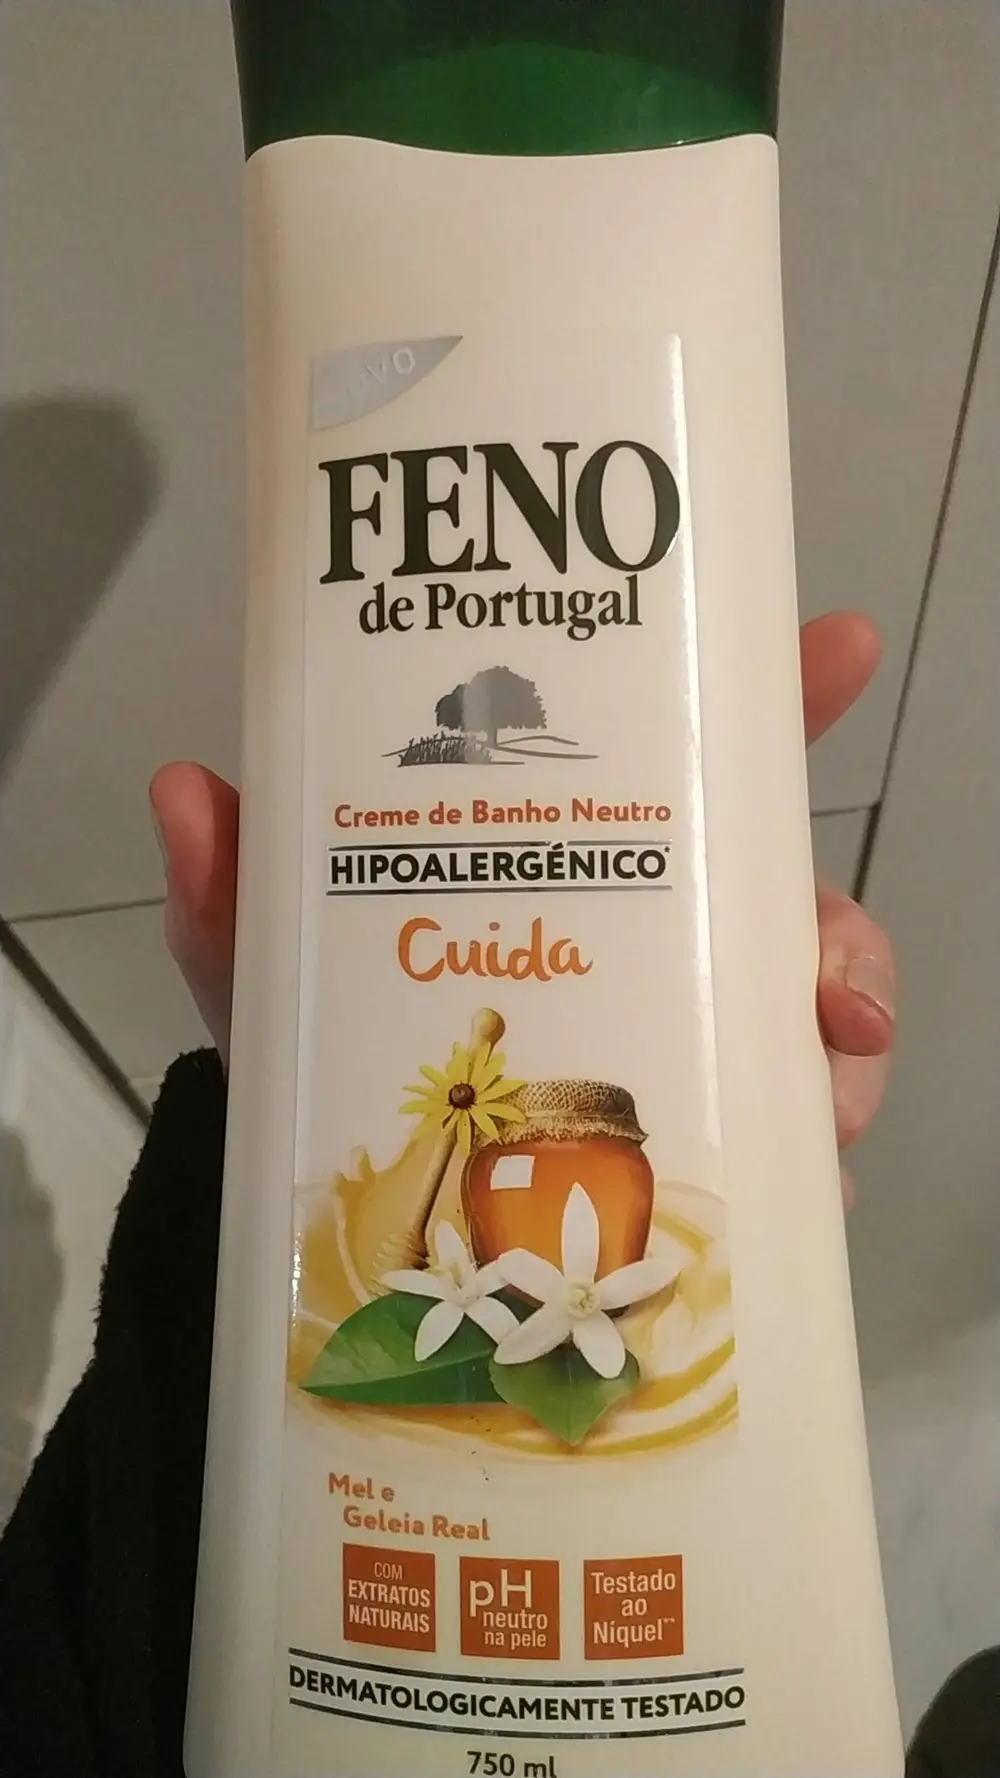 FENO
de Portugal
Creme de Banho Neutro
HIPOALERGÉNICO*
Cuida
Mel e
Geleia Real
COM
EXTRATOS
NATURAIS
pH
neutro
na pele
Testado
ao
Níquel**
DERMATOLOGICAMENTE TESTADO
750 ml